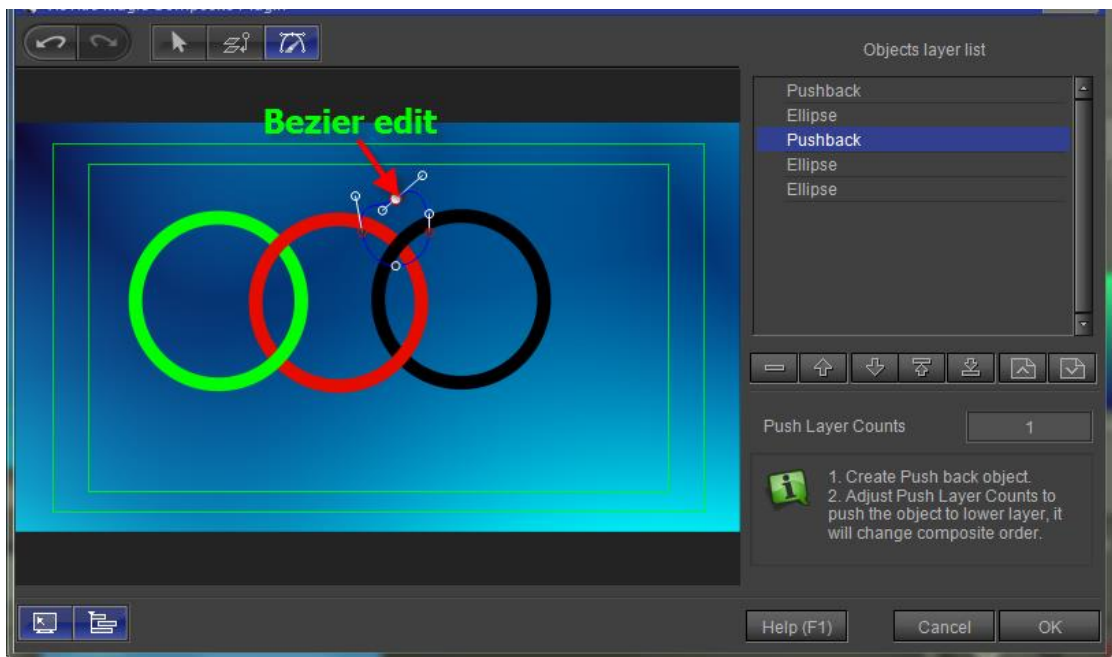 Objects layer list
Bezier edit
Pushback
Ellipse
Pushback
Ellipse
Ellipse
Push Layer Counts
1
1. Create Push back object.
2. Adjust Push Layer Counts to
push the object to lower layer, it
will change composite order.
Help (F1)
Cancel
OK